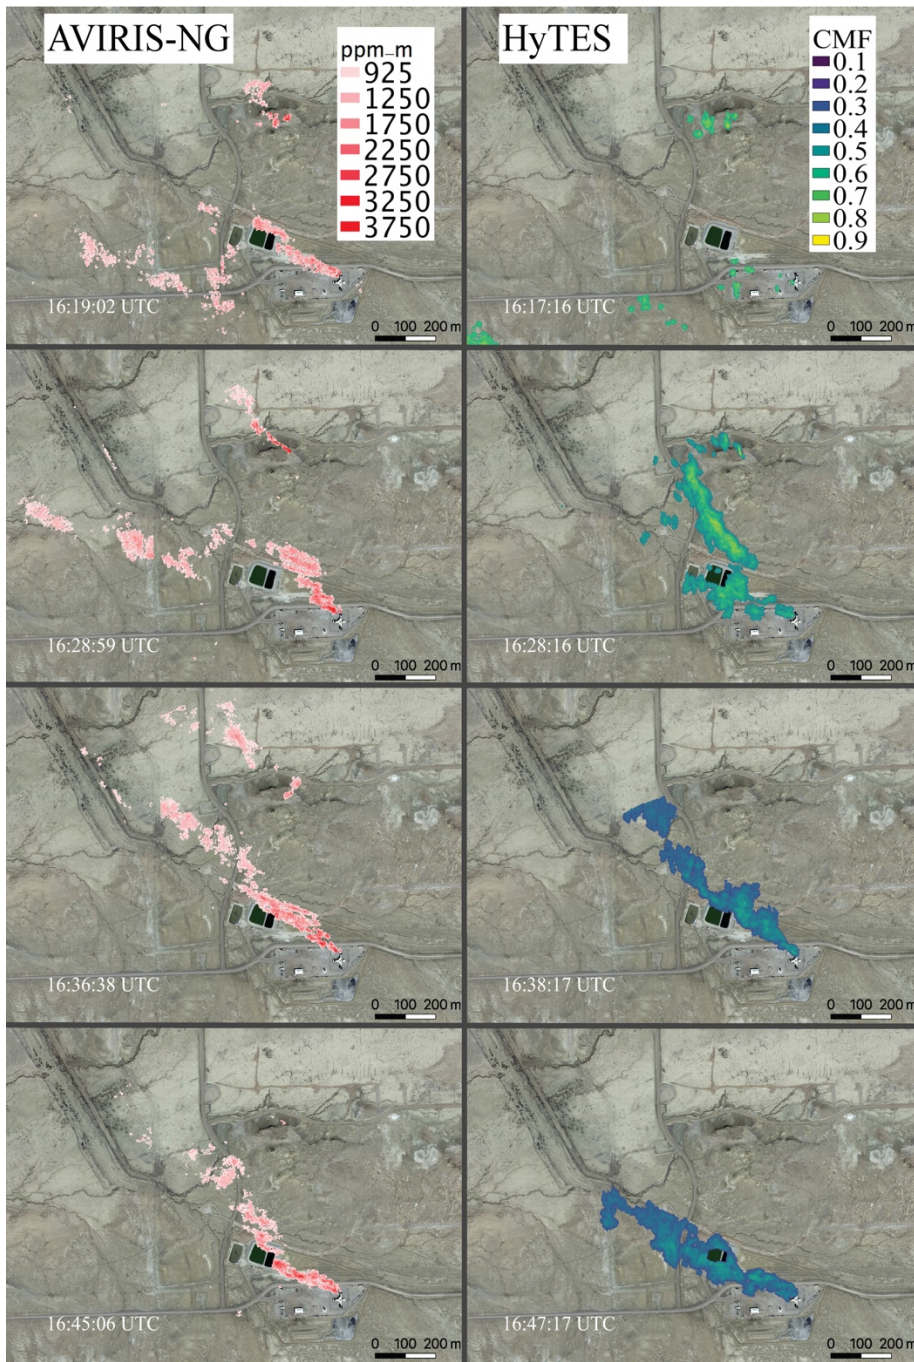 AVIRIS-NG
ppm_m
925
1250
1750
2250
2750
3250
3750
16:19:02 UTC
0 100 200 m
HyTES
CMF
0.1
0.2
0.3
0.4
0.5
0.6
0.7
0.8
0.9
16:17:16 UTC
0 100 200 m
16:28:59 UTC
0 100 200 m
16:28:16 UTC
0 100 200 m
16:36:38 UTC
0 100 200 m
16:38:17 UTC
0 100 200 m
16:45:06 UTC
0 100 200 m
16:47:17 UTC
0 100 200 m